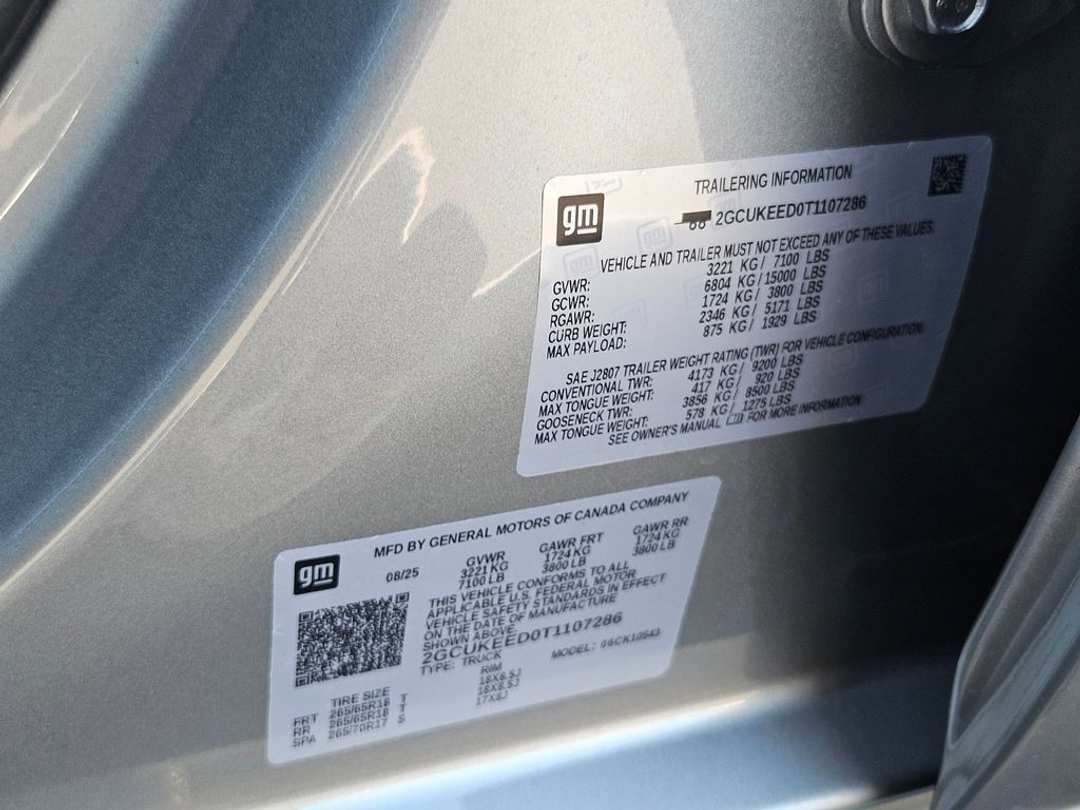 gm
TRAILERING INFORMATION
2GCUKEED0T1107286
VEHICLE AND TRAILER MUST NOT EXCEED ANY OF THESE VALUES.
GVWR: 3221 KG/ 7100 LBS
GCWR: 6804 KG/ 15000 LBS
RGAWR: 1724 KG/ 3800 LBS
CURB WEIGHT: 2346 KG/ 5171 LBS
MAX PAYLOAD: 875 KG/ 1929 LBS
SAE J2807 TRAILER WEIGHT RATING (TWR) FOR VEHICLE CONFIGURATION.
CONVENTIONAL TWR: 4173 KG/ 9200 LBS
MAX TONGUE WEIGHT: 417 KG/ 920 LBS
GOOSENECK TWR: 3856 KG/ 8500 LBS
MAX TONGUE WEIGHT: 578 KG/ 1275 LBS
SEE OWNER'S MANUAL FOR MORE INFORMATION
gm
MFD BY GENERAL MOTORS OF CANADA COMPANY
08/25 GVWR GAWR FRT GAWR RR
3221 KG 1724 KG 1724 KG
7100 LB 3800 LB 3800 LB
THIS VEHICLE CONFORMS TO ALL
APPLICABLE U.S. FEDERAL MOTOR
VEHICLE SAFETY STANDARDS IN EFFECT
ON THE DATE OF MANUFACTURE
SHOWN ABOVE.
2GCUKEED0T1107286
TYPE: TRUCK MODEL:
TIRE SIZE RIM
FRT 265/65R18 T 18X8.5J
RR 265/65R18 T 18X8.5J
SPA 265/70R17 S 17X8J